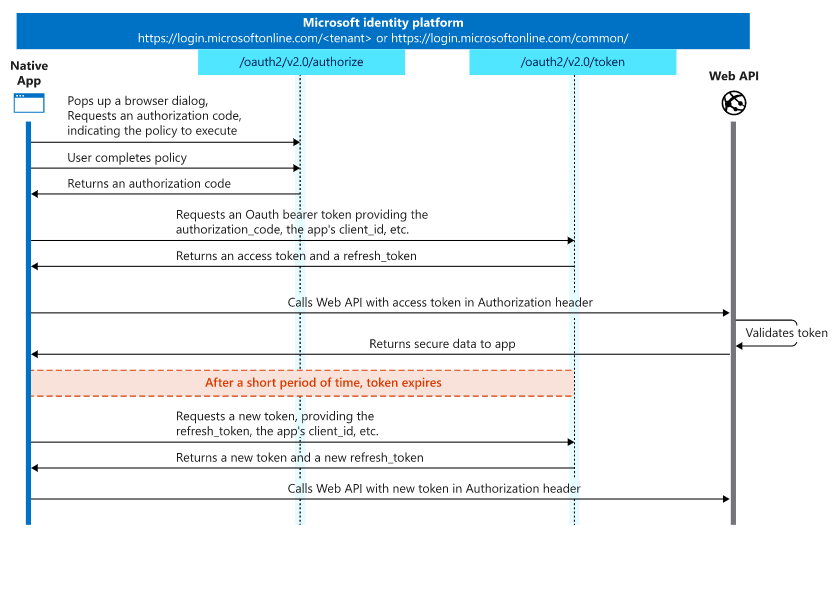 Microsoft identity platform
https://login.microsoftonline.com/<tenant> or https://login.microsoftonline.com/common/
/oauth2/v2.0/authorize
/oauth2/v2.0/token
Native
App
Web API
Pops up a browser dialog,
Requests an authorization code,
indicating the policy to execute
User completes policy
Returns an authorization code
Requests an Oauth bearer token providing the
authorization_code, the app's client_id, etc.
Returns an access token and a refresh_token
Calls Web API with access token in Authorization header
Validates token
Returns secure data to app
After a short period of time, token expires
Requests a new token, providing the
refresh_token, the app's client_id, etc.
Returns a new token and a new refresh_token
Calls Web API with new token in Authorization header